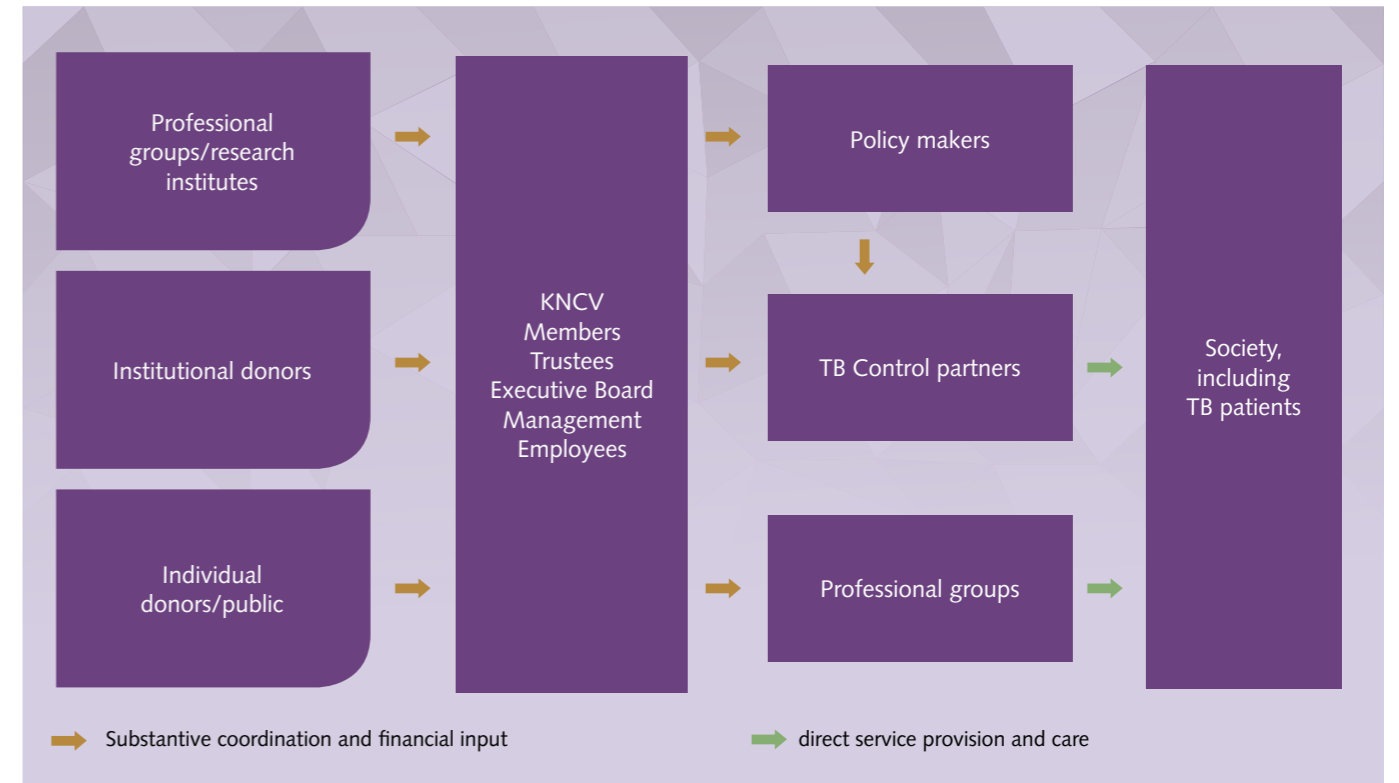 Professional
groups/research
institutes
Institutional donors
Individual
donors/public
KNCV
Members
Trustees
Executive Board
Management
Employees
Policy makers
TB Control partners
Professional groups
Society,
including
TB patients
Substantive coordination and financial input
direct service provision and care